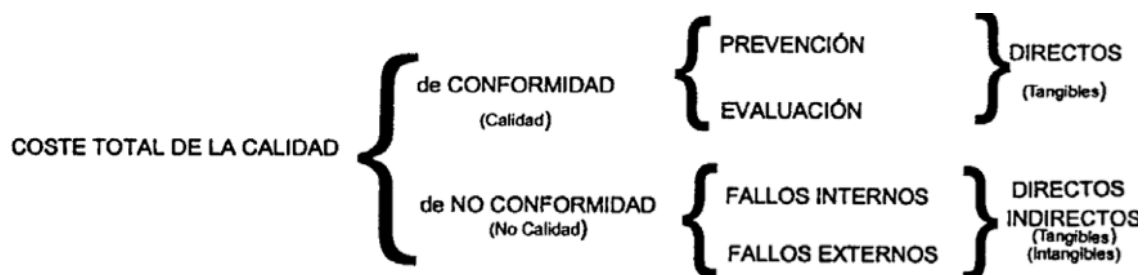 COSTE TOTAL DE LA CALIDAD
de CONFORMIDAD
(Calidad)
PREVENCIÓN
EVALUACIÓN
DIRECTOS
(Tangibles)
de NO CONFORMIDAD
(No Calidad)
FALLOS INTERNOS
FALLOS EXTERNOS
DIRECTOS
INDIRECTOS
(Tangibles)
(Intangibles)